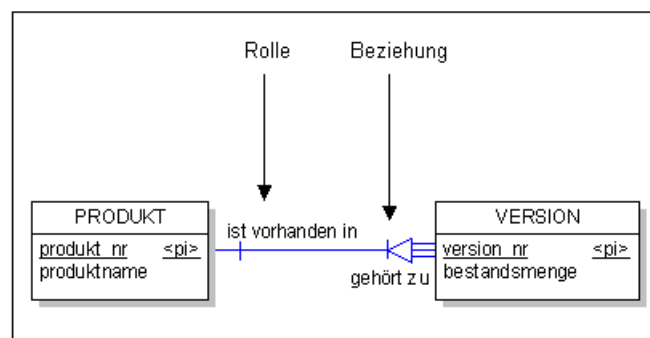 Rolle
Beziehung
PRODUKT
produkt_nr <pi>
produktname
ist vorhanden in
gehört zu
VERSION
version_nr <pi>
bestandsmenge